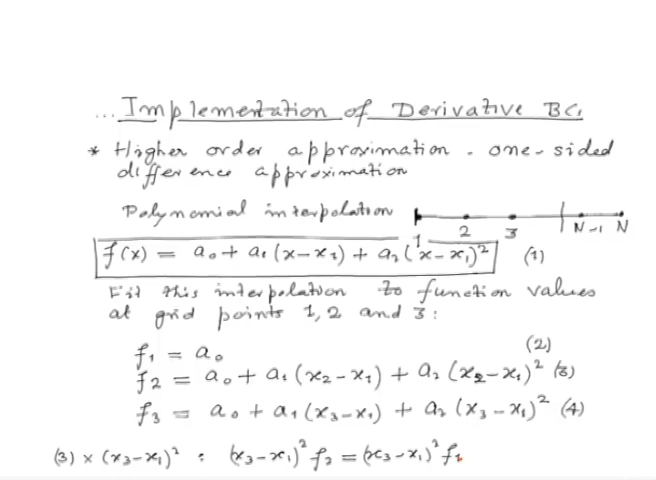 ... Implementation of Derivative BC,
* Higher order approximation - one-sided
difference approximation
Polynomial interpolation
1 2 3 N-1 N
f(x) = a₀ + a₁(x-x₁) + a₂(x-x₁)² (1)
Fit this interpolation to function values
at grid points 1, 2 and 3:
f₁ = a₀ (2)
f₂ = a₀ + a₁(x₂-x₁) + a₂(x₂-x₁)² (3)
f₃ = a₀ + a₁(x₃-x₁) + a₂(x₃-x₁)² (4)
(3) × (x₃-x₁)² : (x₃-x₁)² f₂ = (x₃-x₁)² f₁